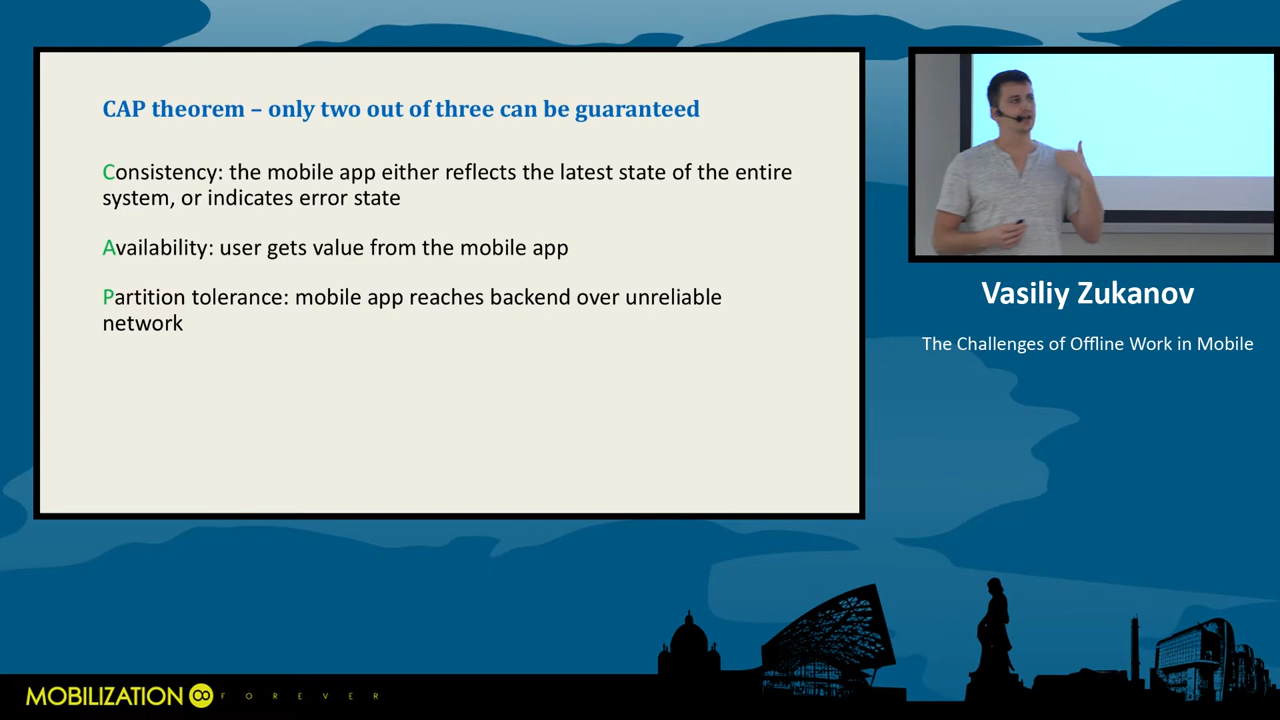 CAP theorem – only two out of three can be guaranteed
Consistency: the mobile app either reflects the latest state of the entire
system, or indicates error state
Availability: user gets value from the mobile app
Partition tolerance: mobile app reaches backend over unreliable
network
Vasiliy Zukanov
The Challenges of Offline Work in Mobile
MOBILIZATION ∞ FOREVER